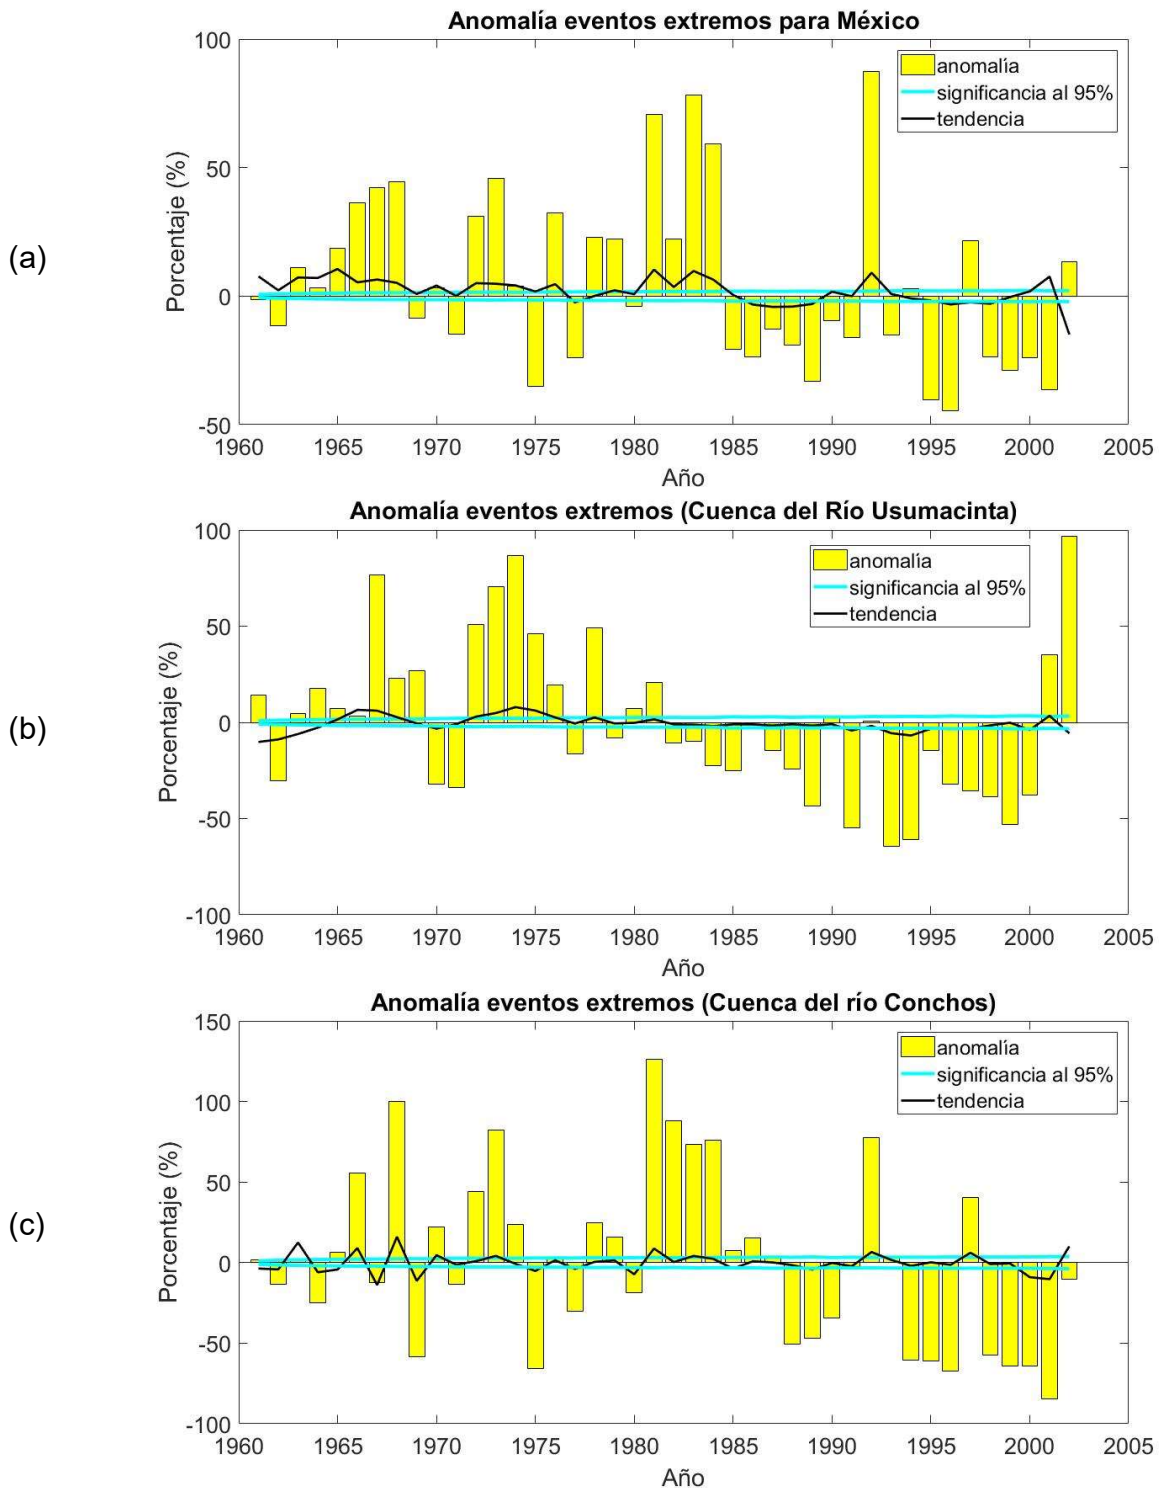 Anomalía eventos extremos para México
100
50
0
-50
Porcentaje (%)
(a)
anomalía
significancia al 95%
tendencia
1960 1965 1970 1975 1980 1985 1990 1995 2000 2005
Año
Anomalía eventos extremos (Cuenca del Río Usumacinta)
100
50
0
-50
-100
Porcentaje (%)
(b)
anomalía
significancia al 95%
tendencia
1960 1965 1970 1975 1980 1985 1990 1995 2000 2005
Año
Anomalía eventos extremos (Cuenca del río Conchos)
150
100
50
0
-50
-100
Porcentaje (%)
(c)
anomalía
significancia al 95%
tendencia
1960 1965 1970 1975 1980 1985 1990 1995 2000 2005
Año